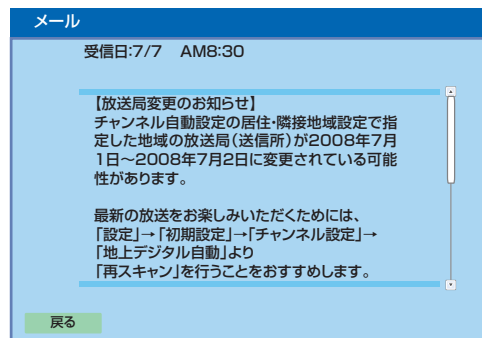 メール
受信日:7/7 AM8:30
【放送局変更のお知らせ】
チャンネル自動設定の居住・隣接地域設定で指
定した地域の放送局（送信所）が2008年7月
1日～2008年7月2日に変更されている可能
性があります。
最新の放送をお楽しみいただくためには、
「設定」→「初期設定」→「チャンネル設定」→
「地上デジタル自動」より
「再スキャン」を行うことをおすすめします。
戻る